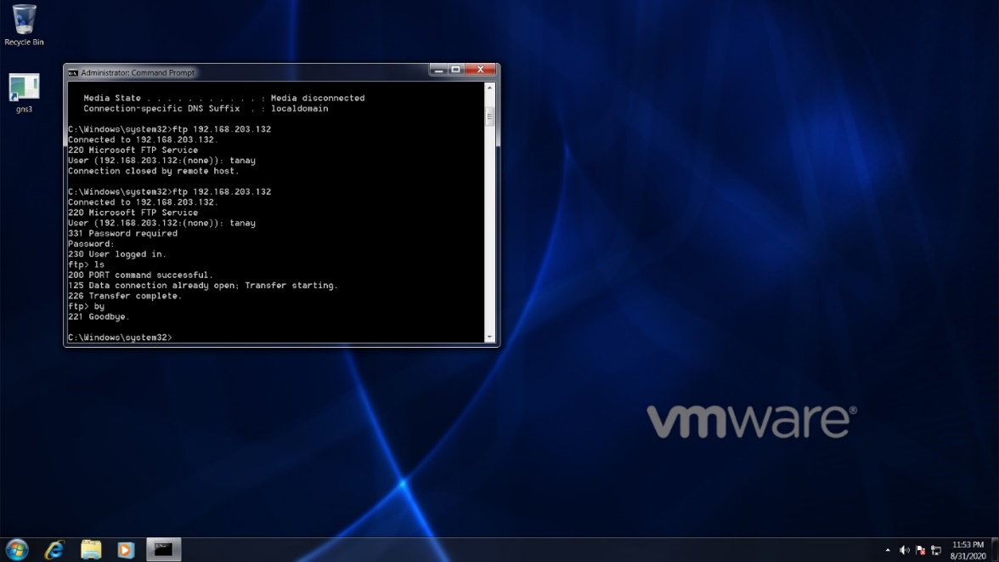 Recycle Bin
gns3
Administrator: Command Prompt
Media State . . . . . . . . . . . : Media disconnected
Connection-specific DNS Suffix  . : localdomain
C:\Windows\system32>ftp 192.168.203.132
Connected to 192.168.203.132.
220 Microsoft FTP Service
User (192.168.203.132:(none)): tanay
Connection closed by remote host.
C:\Windows\system32>ftp 192.168.203.132
Connected to 192.168.203.132.
220 Microsoft FTP Service
User (192.168.203.132:(none)): tanay
331 Password required
Password:
230 User logged in.
ftp> ls
200 PORT command successful.
125 Data connection already open; Transfer starting.
226 Transfer complete.
ftp> by
221 Goodbye.
C:\Windows\system32>
vmware®
11:53 PM
8/31/2020